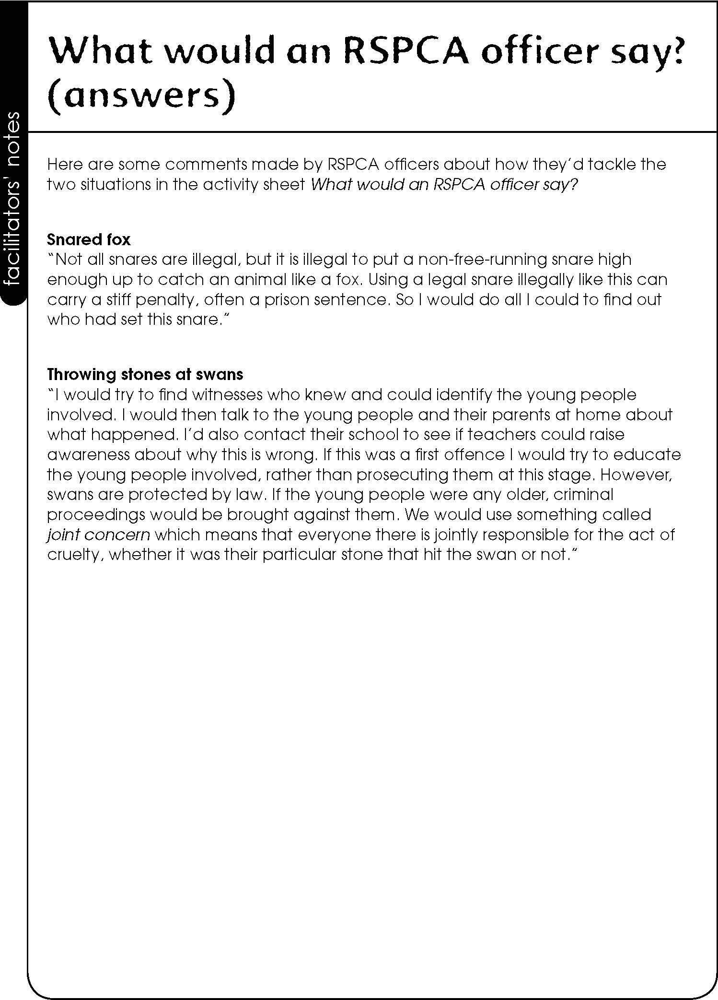 What would an RSPCA officer say?
(answers)
facilitators' notes
Here are some comments made by RSPCA officers about how they’d tackle the
two situations in the activity sheet What would an RSPCA officer say?
Snared fox
“Not all snares are illegal, but it is illegal to put a non-free-running snare high
enough up to catch an animal like a fox. Using a legal snare illegally like this can
carry a stiff penalty, often a prison sentence. So I would do all I could to find out
who had set this snare.”
Throwing stones at swans
“I would try to find witnesses who knew and could identify the young people
involved. I would then talk to the young people and their parents at home about
what happened. I’d also contact their school to see if teachers could raise
awareness about why this is wrong. If this was a first offence I would try to educate
the young people involved, rather than prosecuting them at this stage. However,
swans are protected by law. If the young people were any older, criminal
proceedings would be brought against them. We would use something called
joint concern which means that everyone there is jointly responsible for the act of
cruelty, whether it was their particular stone that hit the swan or not.”